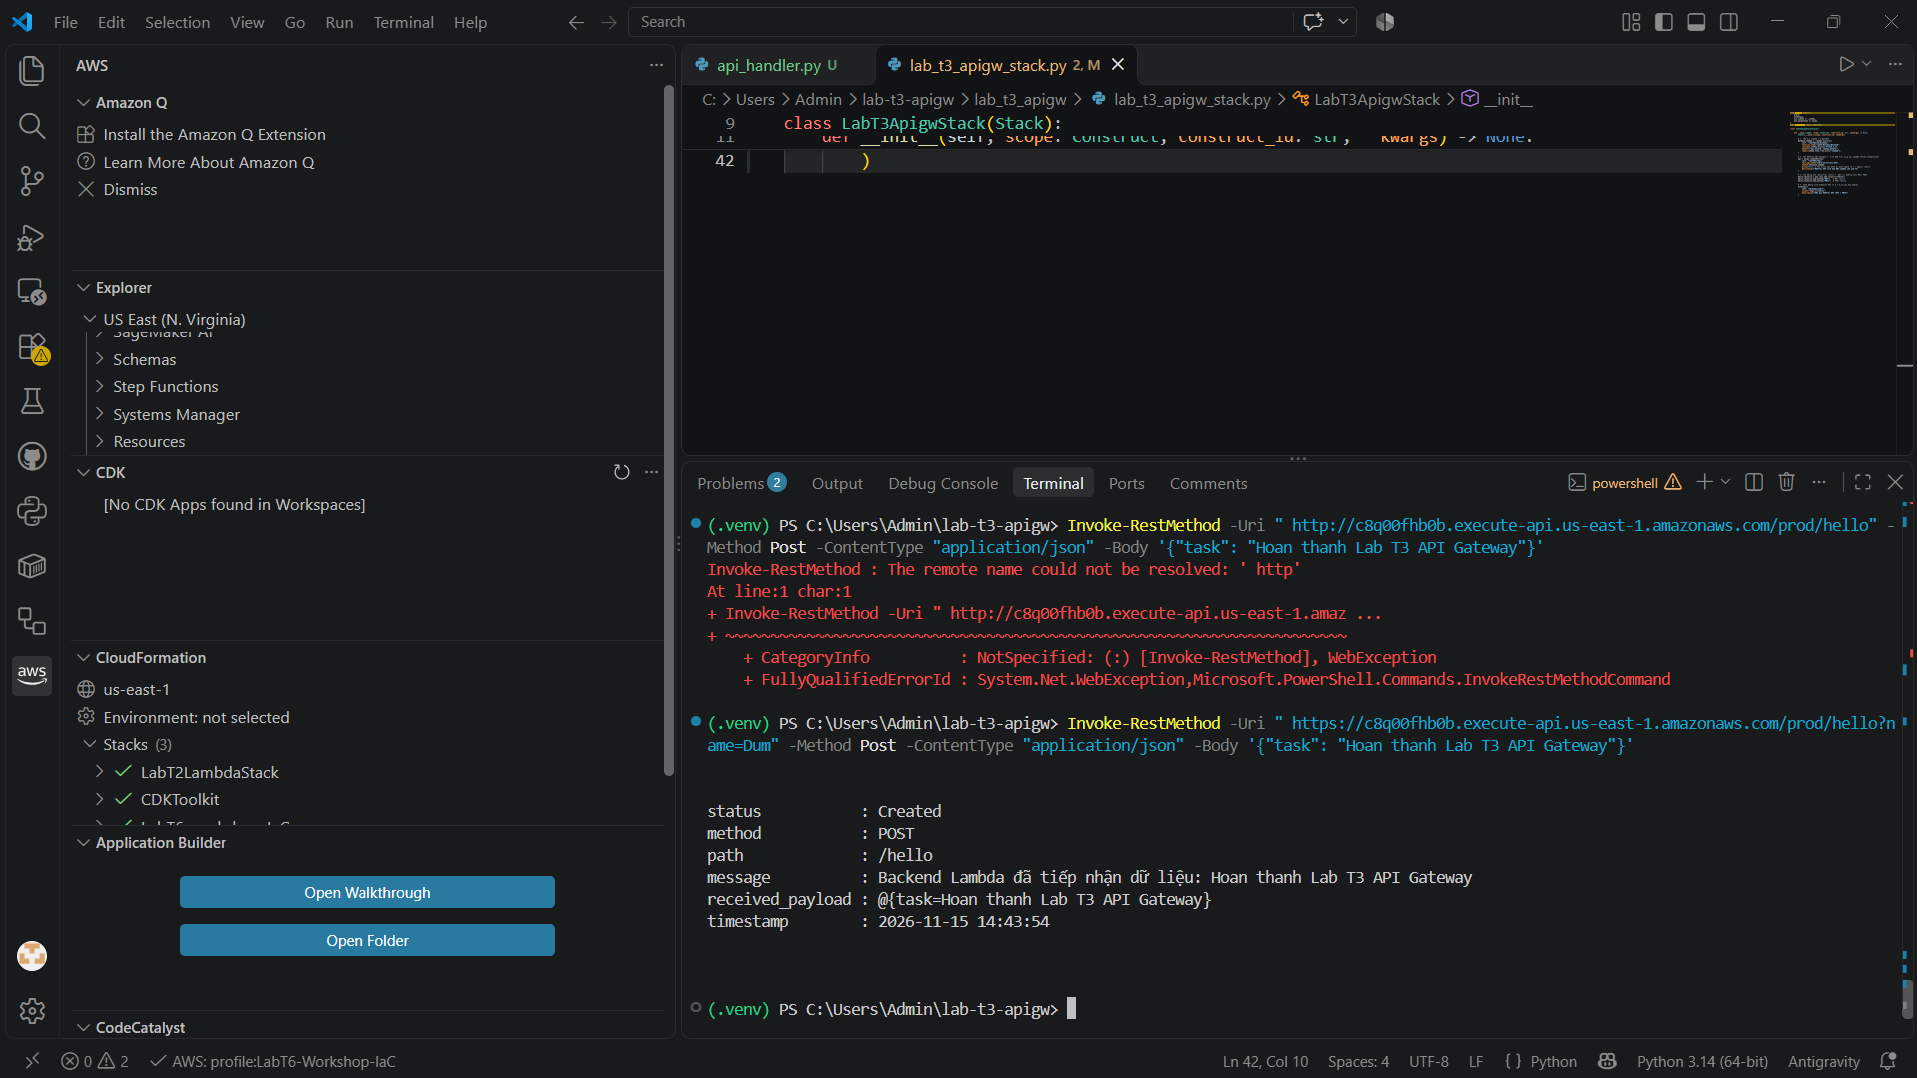 File Edit Selection View Go Run Terminal Help
Search
AWS
Amazon Q
Install the Amazon Q Extension
Learn More About Amazon Q
Dismiss
Explorer
US East (N. Virginia)
SageMaker AI
Schemas
Step Functions
Systems Manager
Resources
CDK
[No CDK Apps found in Workspaces]
CloudFormation
us-east-1
Environment: not selected
Stacks (3)
LabT2LambdaStack
CDKToolkit
Application Builder
Open Walkthrough
Open Folder
CodeCatalyst
aws
api_handler.py U
lab_t3_apigw_stack.py 2, M
C: > Users > Admin > lab-t3-apigw > lab_t3_apigw > lab_t3_apigw_stack.py > LabT3ApigwStack > __init__
9 class LabT3ApigwStack(Stack):
11 def __init__(self, scope: Construct, construct_id: str, **kwargs) -> None:
42 )
Problems 2 Output Debug Console Terminal Ports Comments
powershell
(.venv) PS C:\Users\Admin\lab-t3-apigw> Invoke-RestMethod -Uri " http://c8q00fhb0b.execute-api.us-east-1.amazonaws.com/prod/hello" -
Method Post -ContentType "application/json" -Body '{"task": "Hoan thanh Lab T3 API Gateway"}'
Invoke-RestMethod : The remote name could not be resolved: ' http'
At line:1 char:1
+ Invoke-RestMethod -Uri " http://c8q00fhb0b.execute-api.us-east-1.amaz ...
+ ~~~~~~~~~~~~~~~~~~~~~~~~~~~~~~~~~~~~~~~~~~~~~~~~~~~~~~~~~~~~~~~~~~~~~
+ CategoryInfo : NotSpecified: (:) [Invoke-RestMethod], WebException
+ FullyQualifiedErrorId : System.Net.WebException,Microsoft.PowerShell.Commands.InvokeRestMethodCommand
(.venv) PS C:\Users\Admin\lab-t3-apigw> Invoke-RestMethod -Uri " https://c8q00fhb0b.execute-api.us-east-1.amazonaws.com/prod/hello?n
ame=Dum" -Method Post -ContentType "application/json" -Body '{"task": "Hoan thanh Lab T3 API Gateway"}'
status : Created
method : POST
path : /hello
message : Backend Lambda đã tiếp nhận dữ liệu: Hoan thanh Lab T3 API Gateway
received_payload : @{task=Hoan thanh Lab T3 API Gateway}
timestamp : 2026-11-15 14:43:54
(.venv) PS C:\Users\Admin\lab-t3-apigw>
0 2 AWS: profile:LabT6-Workshop-IaC
Ln 42, Col 10 Spaces: 4 UTF-8 LF { } Python Python 3.14 (64-bit) Antigravity